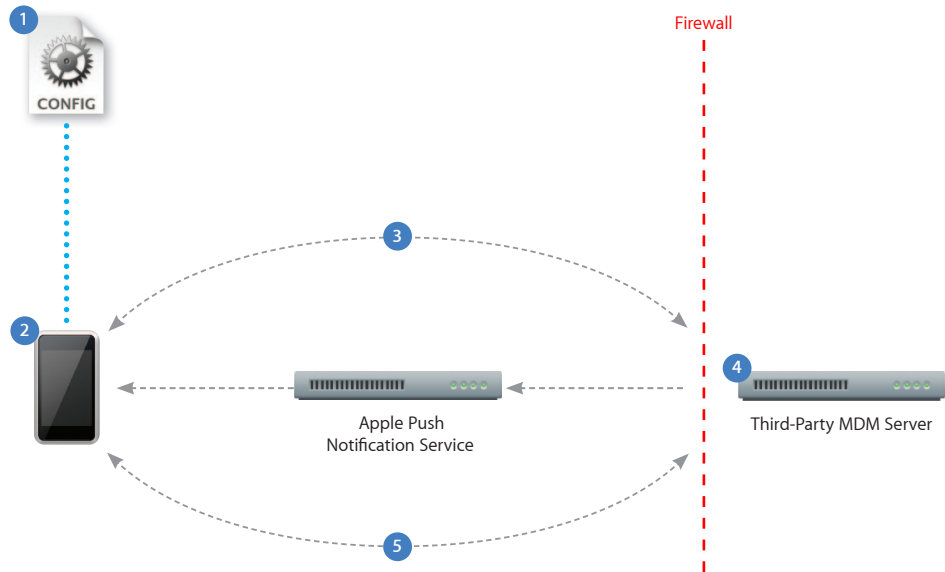 1
CONFIG
Firewall
3
2
4
Apple Push
Notification Service
Third-Party MDM Server
5